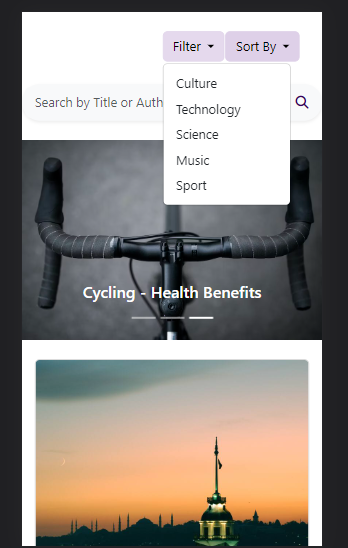 Filter
Sort By
Culture
Technology
Science
Music
Sport
Search by Title or Auth
Cycling - Health Benefits